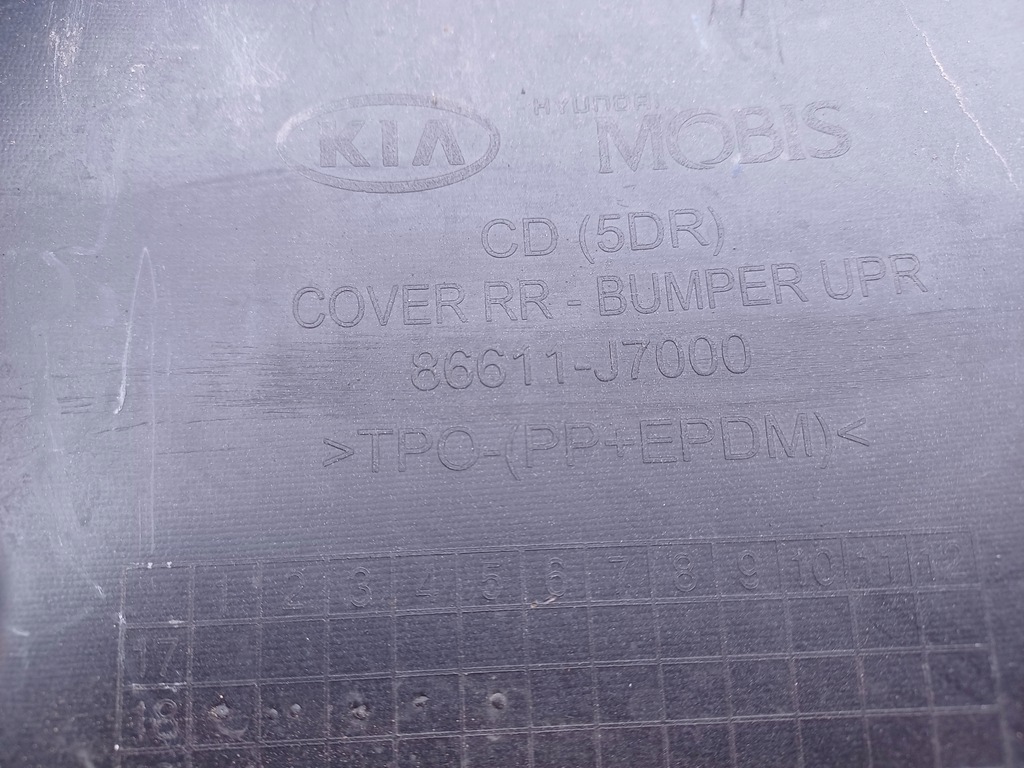 KIA HYUNDAI MOBIS
CD (5DR)
COVER RR - BUMPER UPR
86611-J7000
>TPO-(PP+EPDM)<
1 2 3 4 5 6 7 8 9 10 11 12
17
18